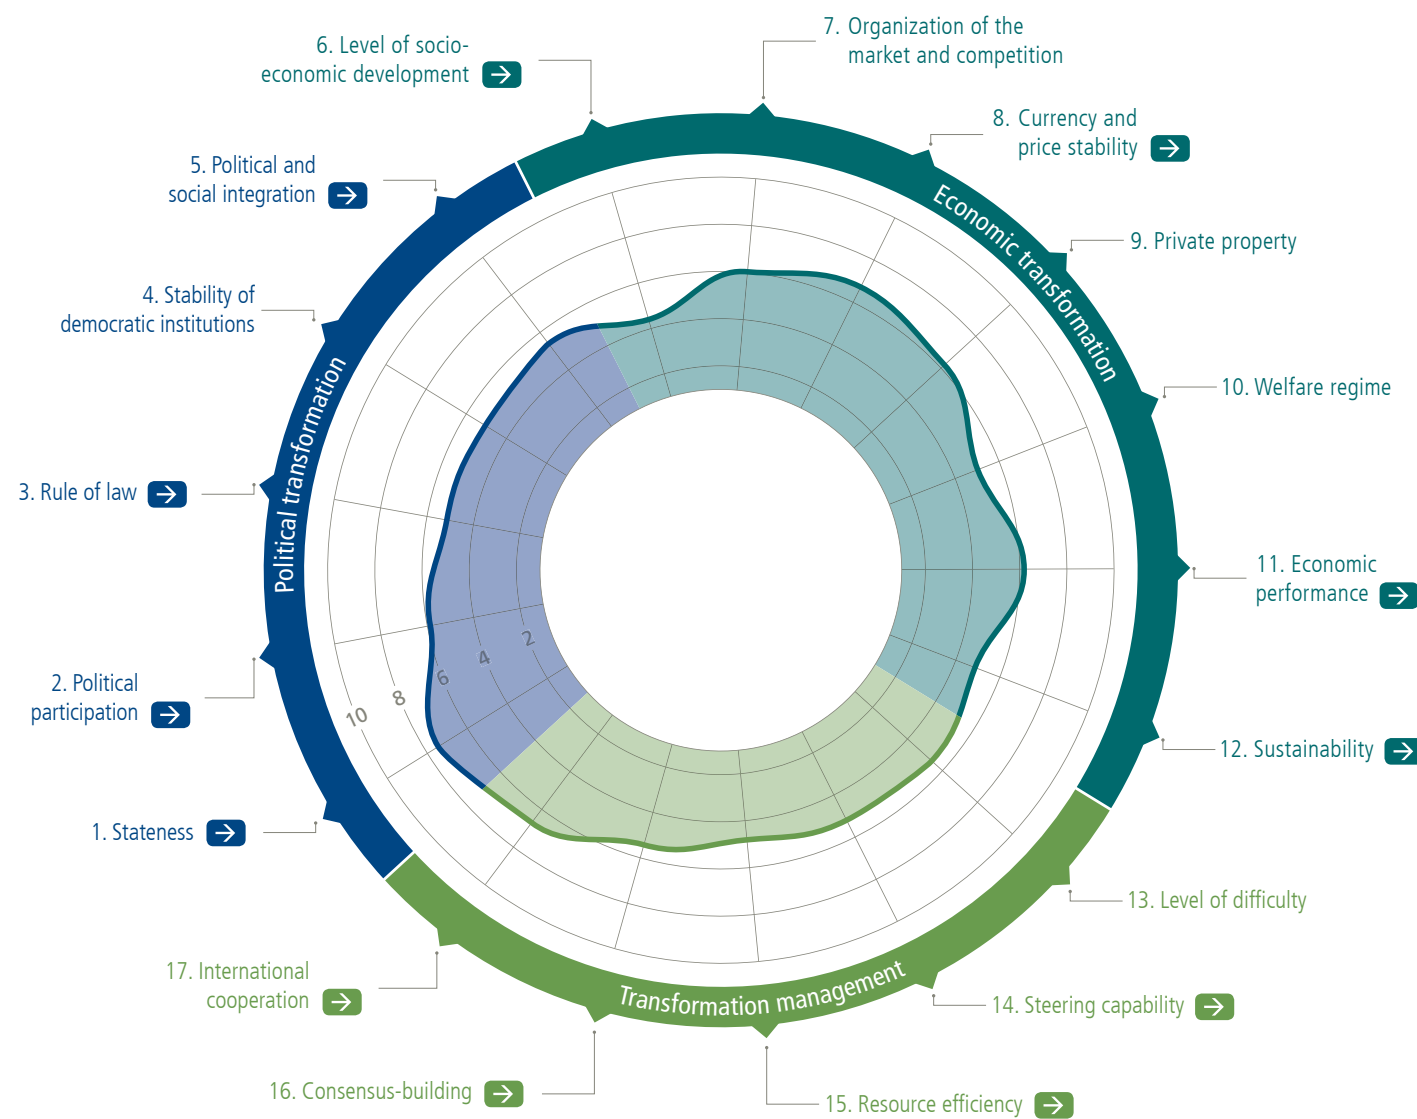 6. Level of socio-
economic development
7. Organization of the
market and competition
8. Currency and
price stability
5. Political and
social integration
Economic transformation
9. Private property
4. Stability of
democratic institutions
10. Welfare regime
Political transformation
3. Rule of law
11. Economic
performance
2
4
6
8
10
2. Political
participation
12. Sustainability
1. Stateness
13. Level of difficulty
17. International
cooperation
Transformation management
14. Steering capability
16. Consensus-building
15. Resource efficiency